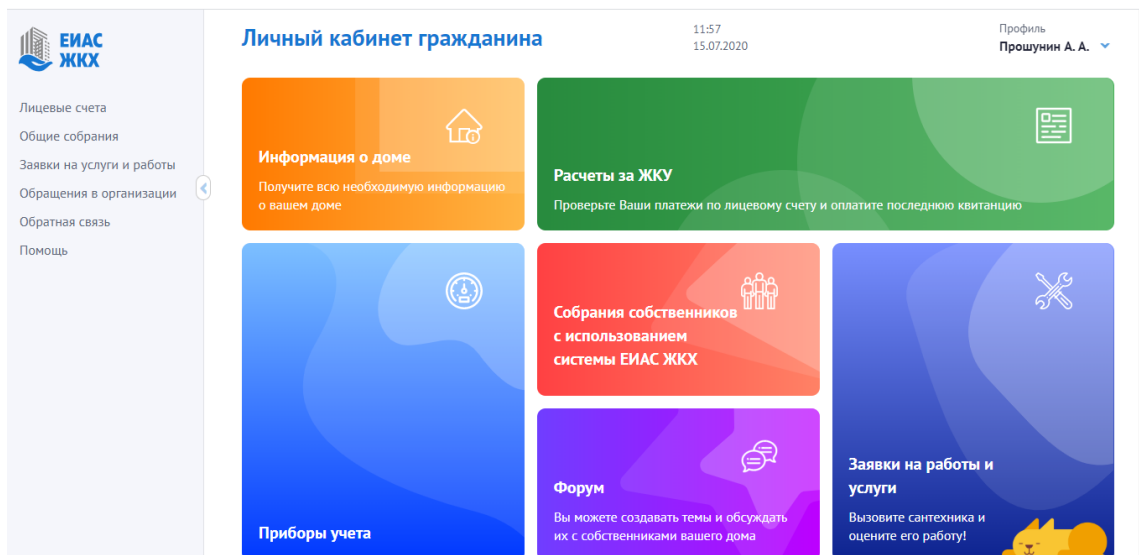 ЕИАС
ЖКХ
Личный кабинет гражданина
11:57
15.07.2020
Профиль
Прошунин А. А.
Лицевые счета
Общие собрания
Заявки на услуги и работы
Обращения в организации
Обратная связь
Помощь
Информация о доме
Получите всю необходимую информацию
о вашем доме
Расчеты за ЖКУ
Проверьте Ваши платежи по лицевому счету и оплатите последнюю квитанцию
Приборы учета
Собрания собственников
с использованием
системы ЕИАС ЖКХ
Форум
Вы можете создавать темы и обсуждать
их с собственниками вашего дома
Заявки на работы и
услуги
Вызовите сантехника и
оцените его работу!